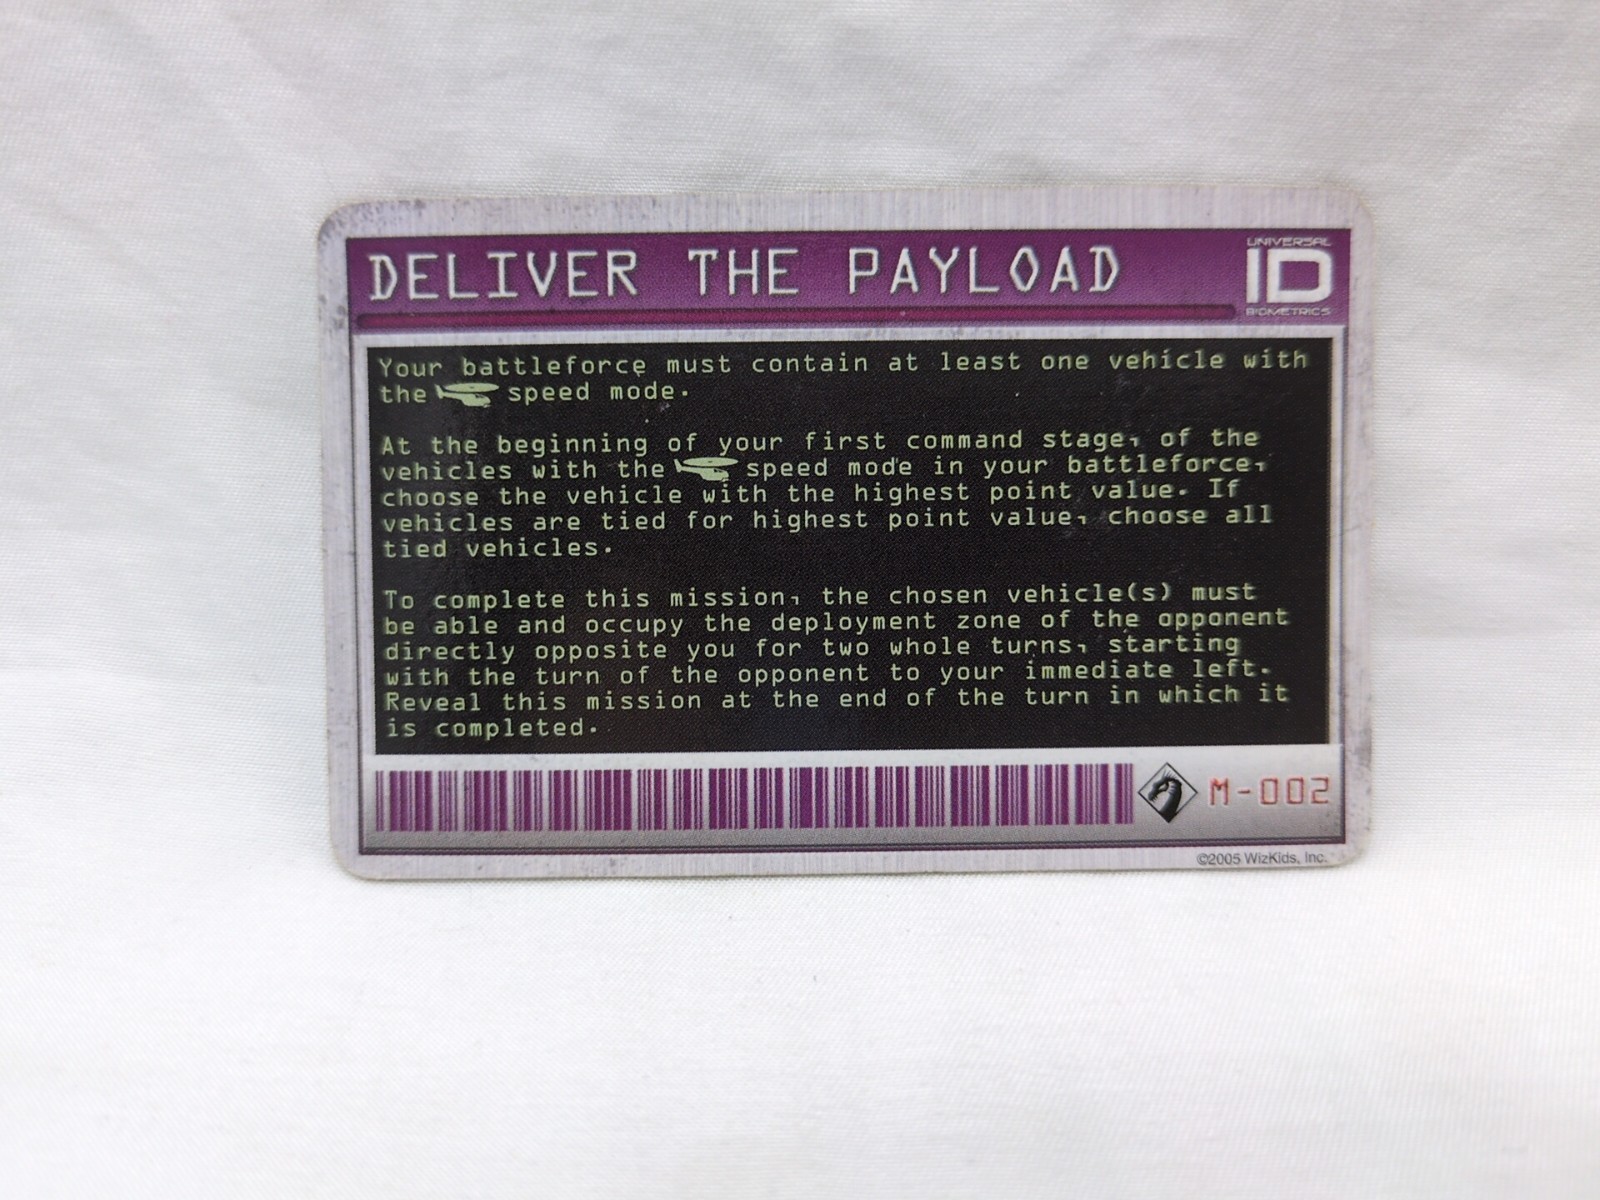 DELIVER THE PAYLOAD
UNIVERSAL
ID
BIOMETRICS
Your battleforce must contain at least one vehicle with
the speed mode.
At the beginning of your first command stage, of the
vehicles with the speed mode in your battleforce,
choose the vehicle with the highest point value. If
vehicles are tied for highest point value, choose all
tied vehicles.
To complete this mission, the chosen vehicle(s) must
be able and occupy the deployment zone of the opponent
directly opposite you for two whole turns, starting
with the turn of the opponent to your immediate left.
Reveal this mission at the end of the turn in which it
is completed.
M-002
©2005 WizKids, Inc.